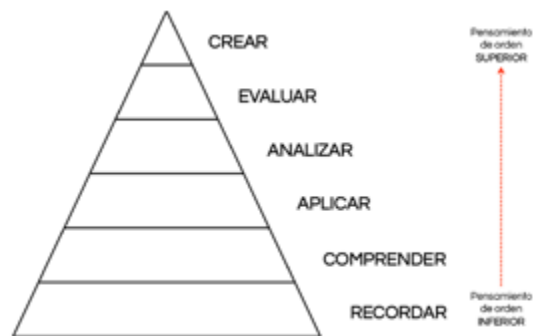 CREAR
Pensamiento
de orden
SUPERIOR
EVALUAR
ANALIZAR
APLICAR
COMPRENDER
RECORDAR
Pensamiento
de orden
INFERIOR